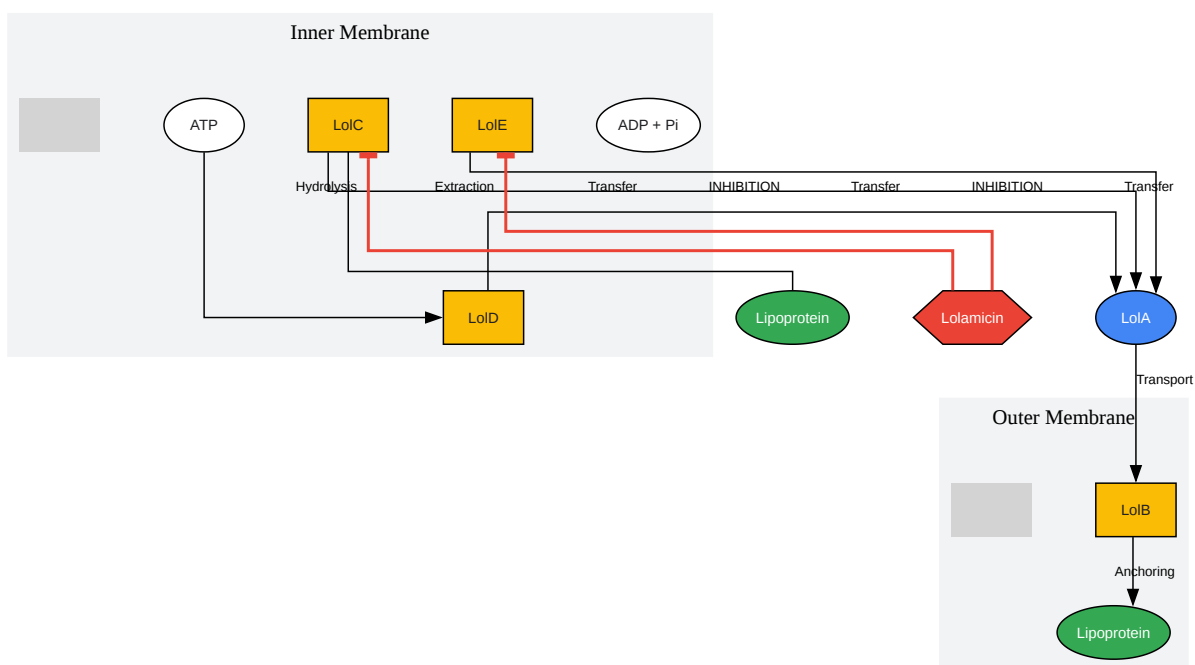 Inner Membrane
ATP
LolC
LolE
ADP + Pi
Hydrolysis
Extraction
Transfer
INHIBITION
Transfer
INHIBITION
Transfer
LolD
Lipoprotein
Lolamicin
LolA
Transport
Outer Membrane
LolB
Anchoring
Lipoprotein